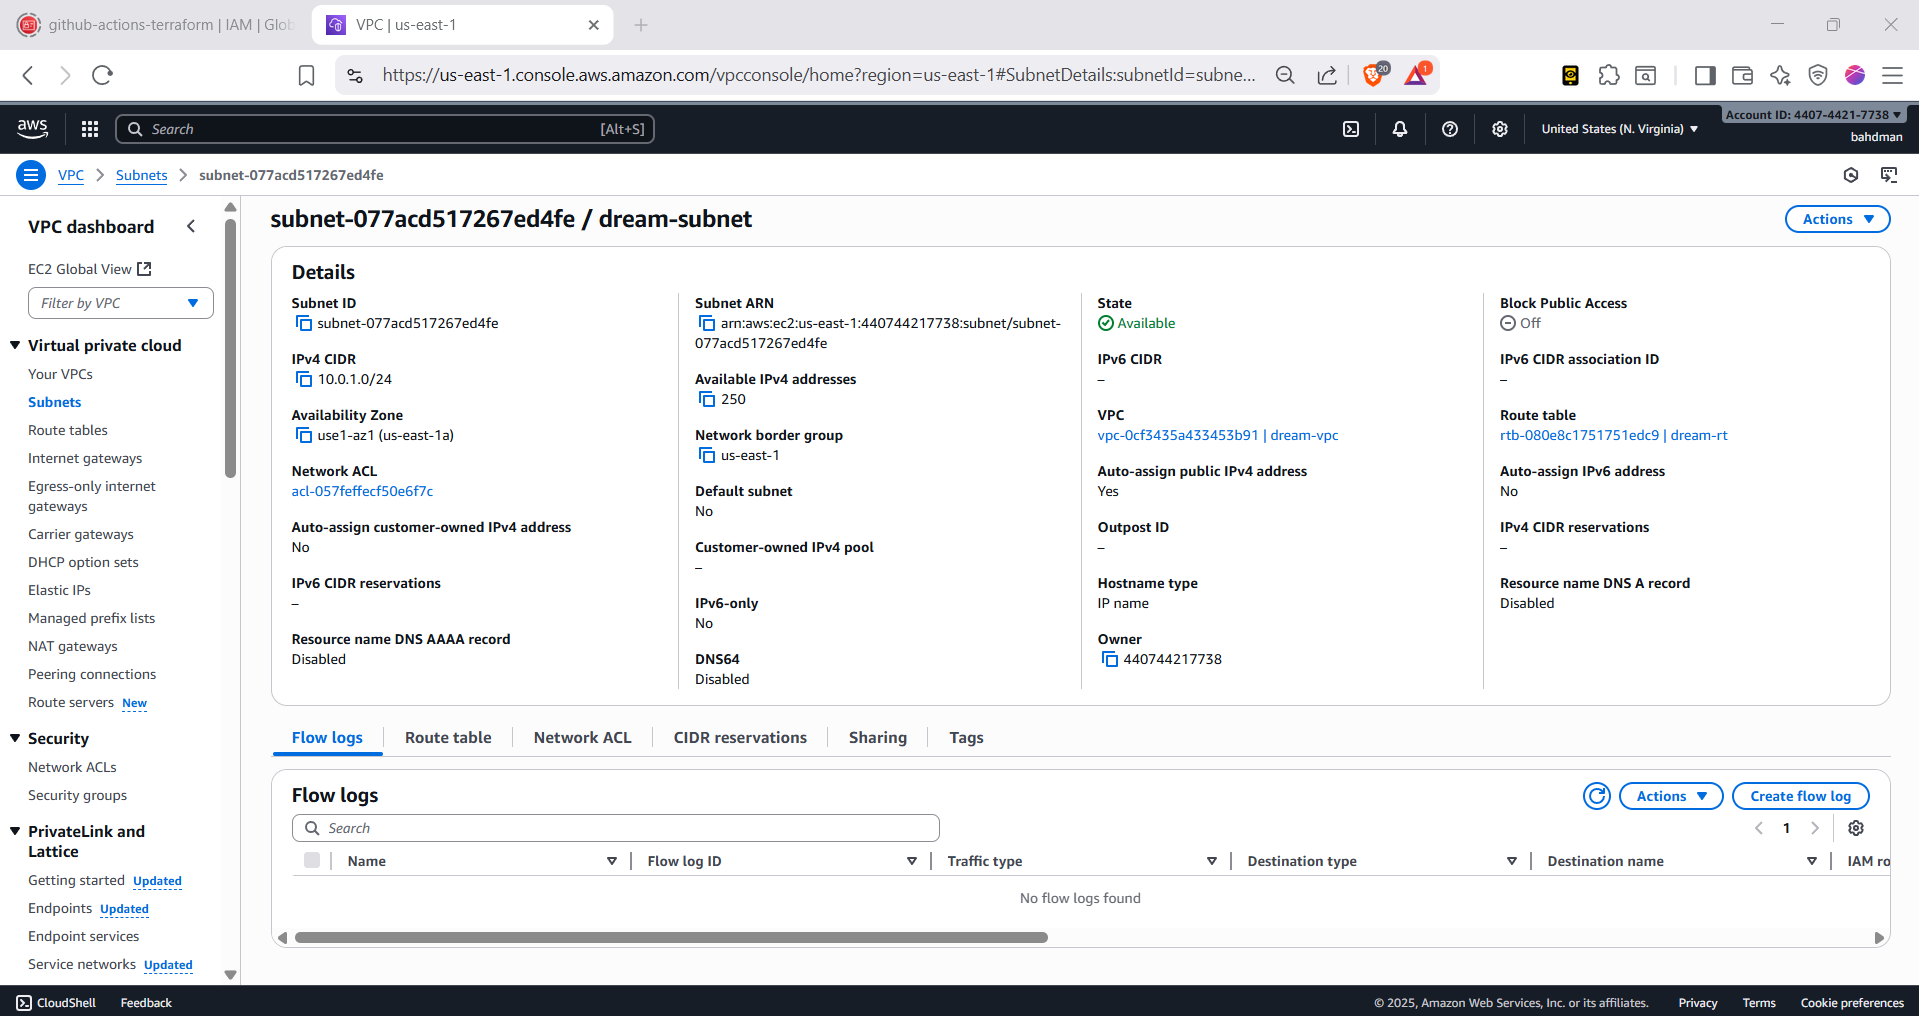 github-actions-terraform | IAM | Glob
VPC | us-east-1
https://us-east-1.console.aws.amazon.com/vpcconsole/home?region=us-east-1#SubnetDetails:subnetId=subne...
20
1
aws
Search
[Alt+S]
United States (N. Virginia)
Account ID: 4407-4421-7738
bahdman
VPC
Subnets
subnet-077acd517267ed4fe
VPC dashboard
EC2 Global View
Filter by VPC
Virtual private cloud
Your VPCs
Subnets
Route tables
Internet gateways
Egress-only internet
gateways
Carrier gateways
DHCP option sets
Elastic IPs
Managed prefix lists
NAT gateways
Peering connections
Route servers New
Security
Network ACLs
Security groups
PrivateLink and
Lattice
Getting started Updated
Endpoints Updated
Endpoint services
Service networks Updated
subnet-077acd517267ed4fe / dream-subnet
Actions
Details
Subnet ID
subnet-077acd517267ed4fe
IPv4 CIDR
10.0.1.0/24
Availability Zone
use1-az1 (us-east-1a)
Network ACL
acl-057feffecf50e6f7c
Auto-assign customer-owned IPv4 address
No
IPv6 CIDR reservations
–
Resource name DNS AAAA record
Disabled
Subnet ARN
arn:aws:ec2:us-east-1:440744217738:subnet/subnet-
077acd517267ed4fe
Available IPv4 addresses
250
Network border group
us-east-1
Default subnet
No
Customer-owned IPv4 pool
–
IPv6-only
No
DNS64
Disabled
State
Available
IPv6 CIDR
–
VPC
vpc-0cf3435a433453b91 | dream-vpc
Auto-assign public IPv4 address
Yes
Outpost ID
–
Hostname type
IP name
Owner
440744217738
Block Public Access
Off
IPv6 CIDR association ID
–
Route table
rtb-080e8c1751751edc9 | dream-rt
Auto-assign IPv6 address
No
IPv4 CIDR reservations
–
Resource name DNS A record
Disabled
Flow logs
Route table
Network ACL
CIDR reservations
Sharing
Tags
Flow logs
Actions
Create flow log
Search
1
Name
Flow log ID
Traffic type
Destination type
Destination name
IAM ro
No flow logs found
CloudShell
Feedback
© 2025, Amazon Web Services, Inc. or its affiliates.
Privacy
Terms
Cookie preferences